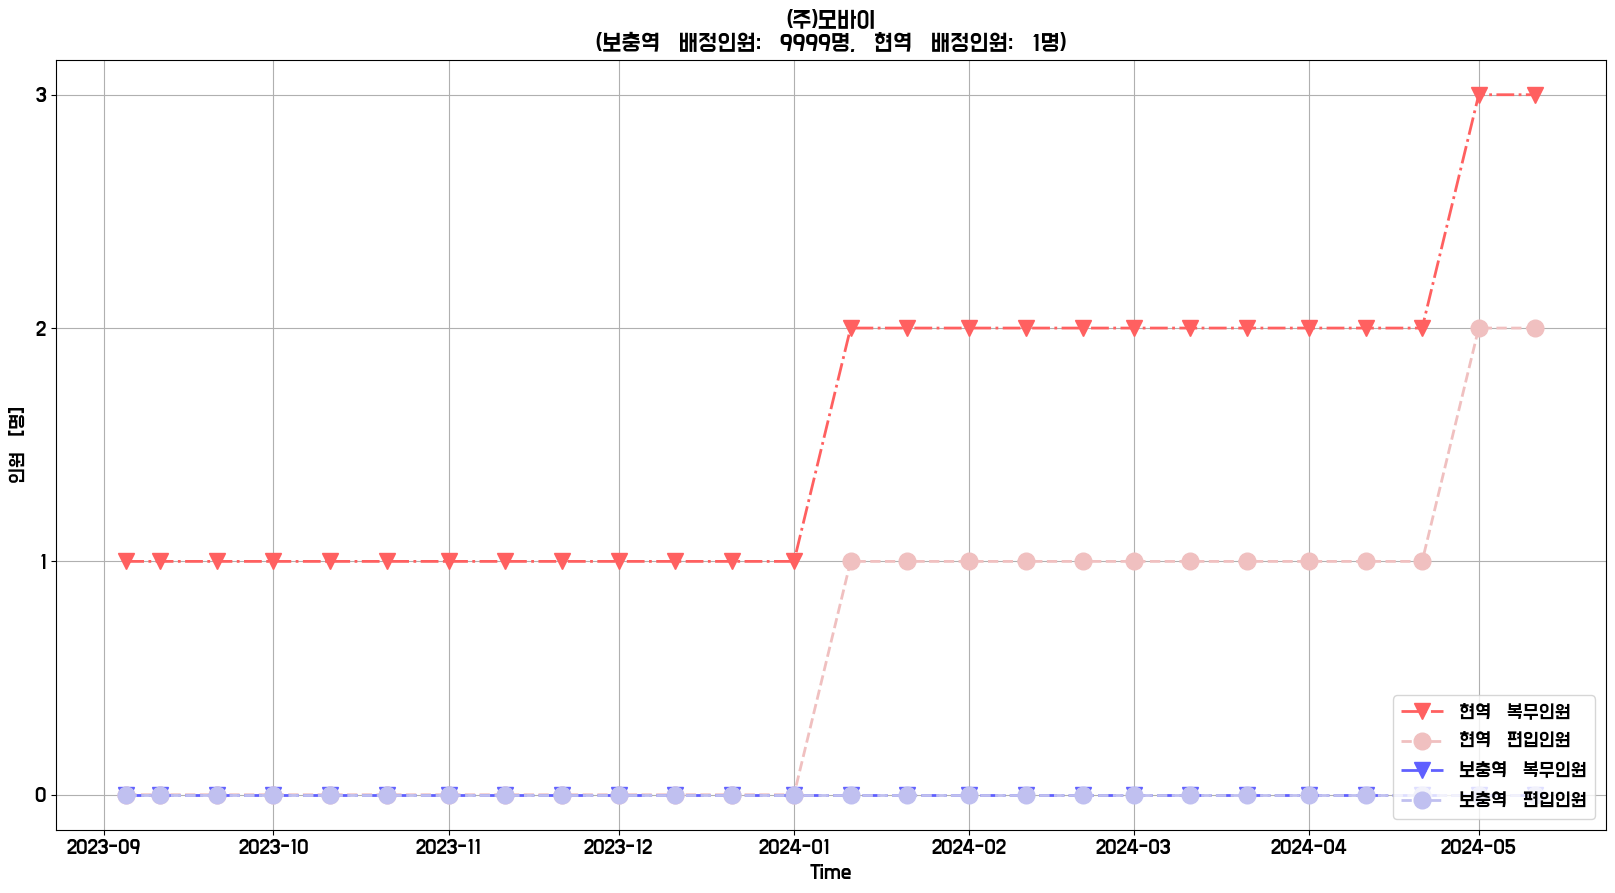 (주)모바이
(보충역 배정인원: 9999명, 현역 배정인원: 1명)
3
2
1
0
인원 [명]
2023-09 2023-10 2023-11 2023-12 2024-01 2024-02 2024-03 2024-04 2024-05
Time
현역 복무인원
현역 편입인원
보충역 복무인원
보충역 편입인원